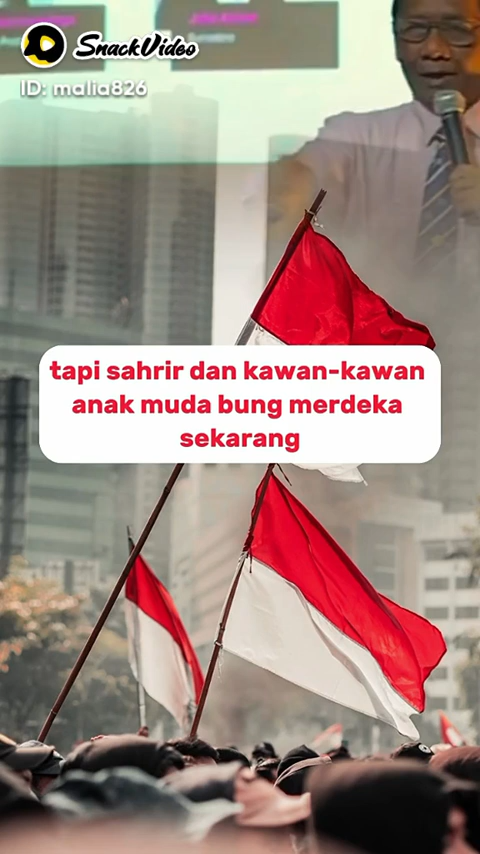 SnackVideo
ID: malia826
tapi sahrir dan kawan-kawan
anak muda bung merdeka
sekarang